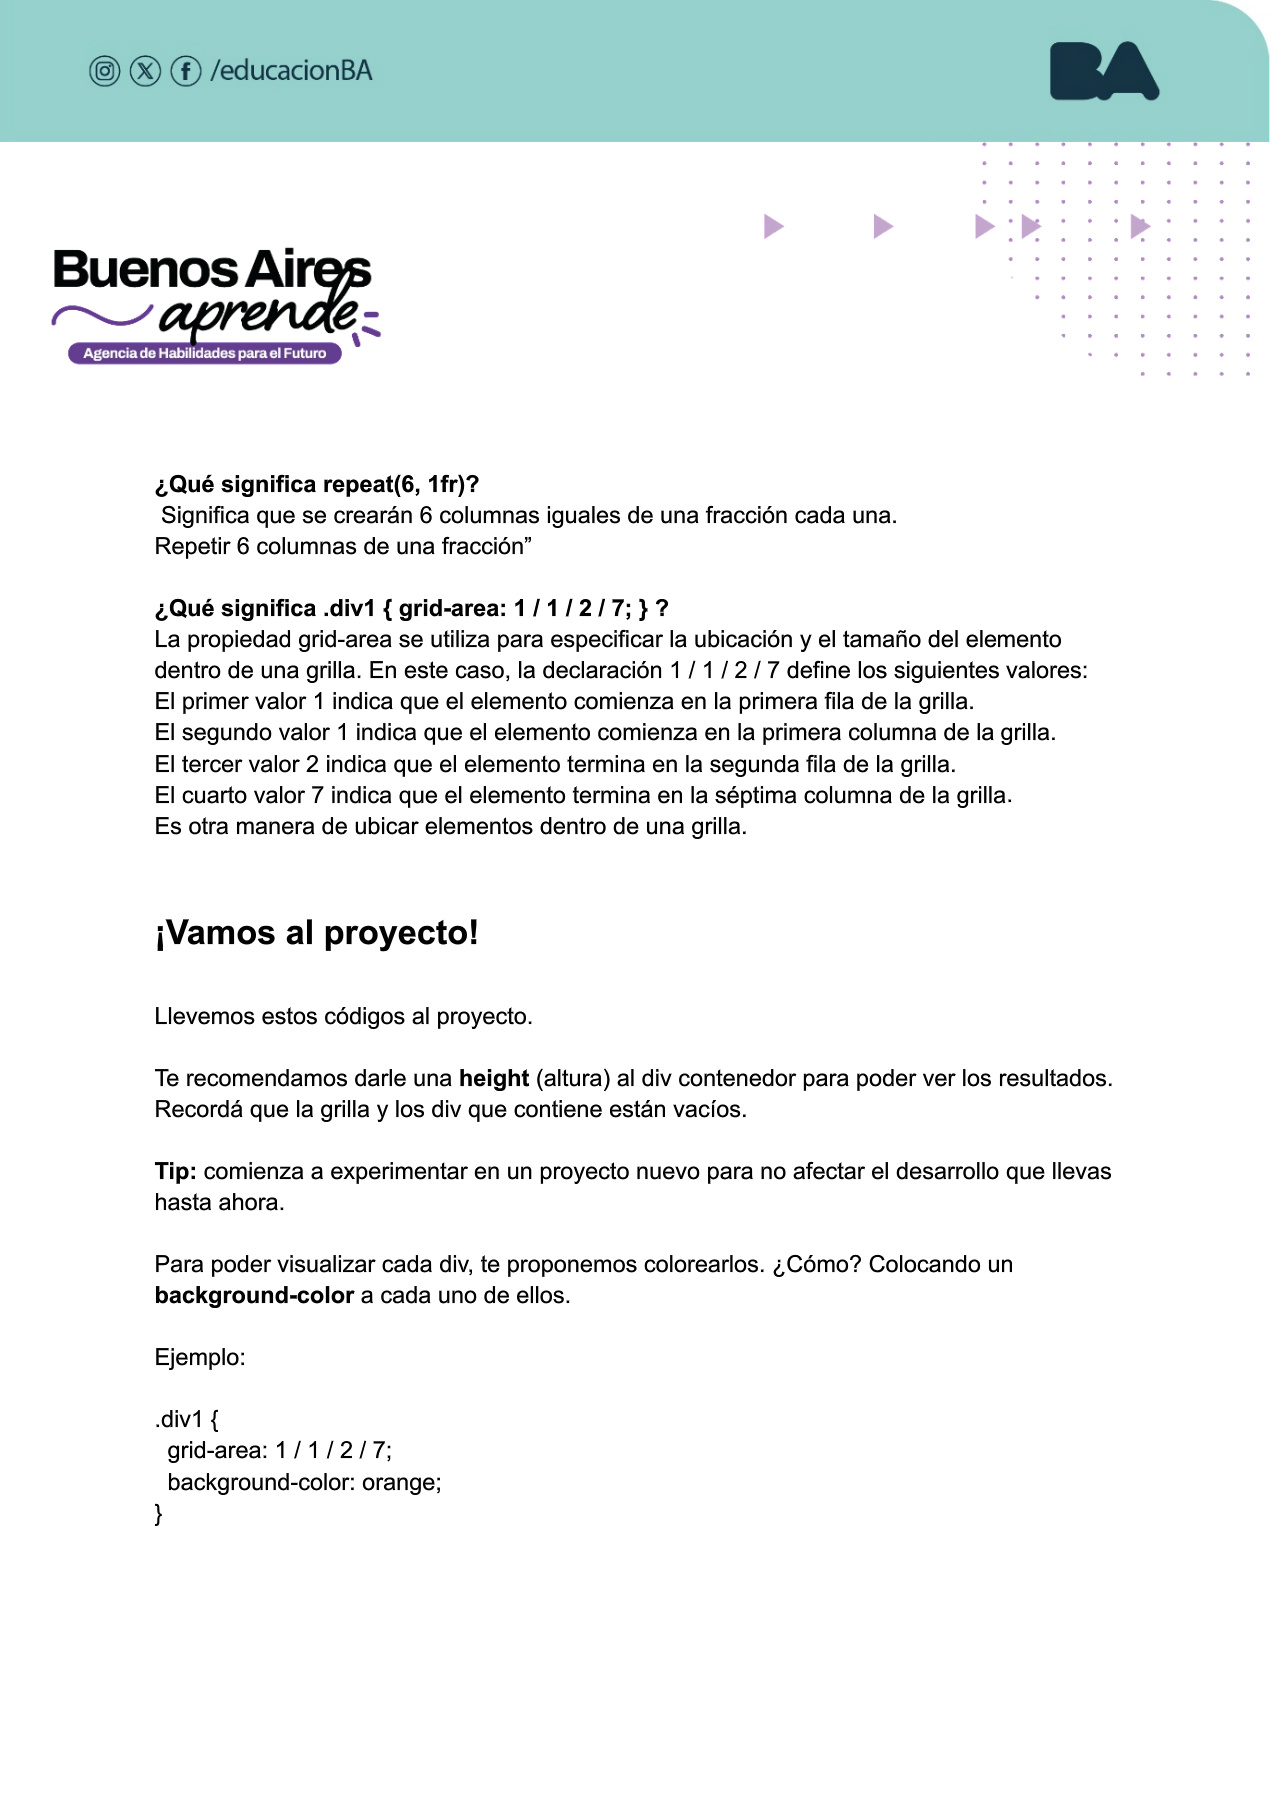 /educacionBA
BA
Buenos Aires
aprende
Agencia de Habilidades para el Futuro
¿Qué significa repeat(6, 1fr)?
Significa que se crearán 6 columnas iguales de una fracción cada una.
Repetir 6 columnas de una fracción”
¿Qué significa .div1 { grid-area: 1 / 1 / 2 / 7; } ?
La propiedad grid-area se utiliza para especificar la ubicación y el tamaño del elemento
dentro de una grilla. En este caso, la declaración 1 / 1 / 2 / 7 define los siguientes valores:
El primer valor 1 indica que el elemento comienza en la primera fila de la grilla.
El segundo valor 1 indica que el elemento comienza en la primera columna de la grilla.
El tercer valor 2 indica que el elemento termina en la segunda fila de la grilla.
El cuarto valor 7 indica que el elemento termina en la séptima columna de la grilla.
Es otra manera de ubicar elementos dentro de una grilla.
¡Vamos al proyecto!
Llevemos estos códigos al proyecto.
Te recomendamos darle una height (altura) al div contenedor para poder ver los resultados.
Recordá que la grilla y los div que contiene están vacíos.
Tip: comienza a experimentar en un proyecto nuevo para no afectar el desarrollo que llevas
hasta ahora.
Para poder visualizar cada div, te proponemos colorearlos. ¿Cómo? Colocando un
background-color a cada uno de ellos.
Ejemplo:
.div1 {
grid-area: 1 / 1 / 2 / 7;
background-color: orange;
}